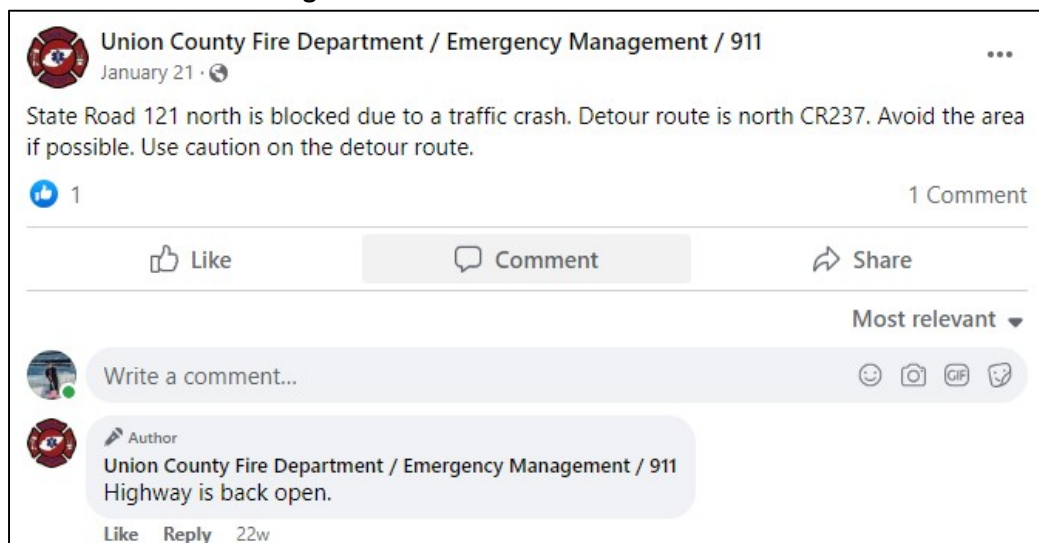 Union County Fire Department / Emergency Management / 911
January 21 ·
State Road 121 north is blocked due to a traffic crash. Detour route is north CR237. Avoid the area
if possible. Use caution on the detour route.
1
1 Comment
Like
Comment
Share
Most relevant
Write a comment...
GIF
Author
Union County Fire Department / Emergency Management / 911
Highway is back open.
Like Reply 22w